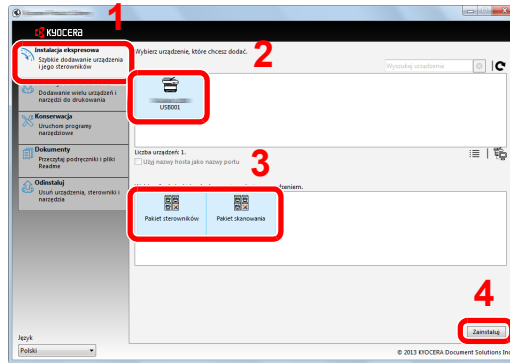 1
KYOCERA
Instalacja ekspresowa
Szybkie dodawanie urządzenia
i jego sterowników
Dodawanie wielu urządzeń i
narzędzi do drukowania
Konserwacja
Uruchom programy
narzędziowe
Dokumenty
Przeczytaj podręczniki i pliki
Readme
Odinstaluj
Usuń urządzenia, sterowniki i
narzędzia
Język
Polski
Wybierz urządzenie, które chcesz dodać.
2
Wyszukaj urządzenie
USB001
Liczba urządzeń: 1.
Użyj nazwy hosta jako nazwy portu
3
Pakiet sterowników
Pakiet skanowania
4
Zainstaluj
© 2013 KYOCERA Document Solutions Inc